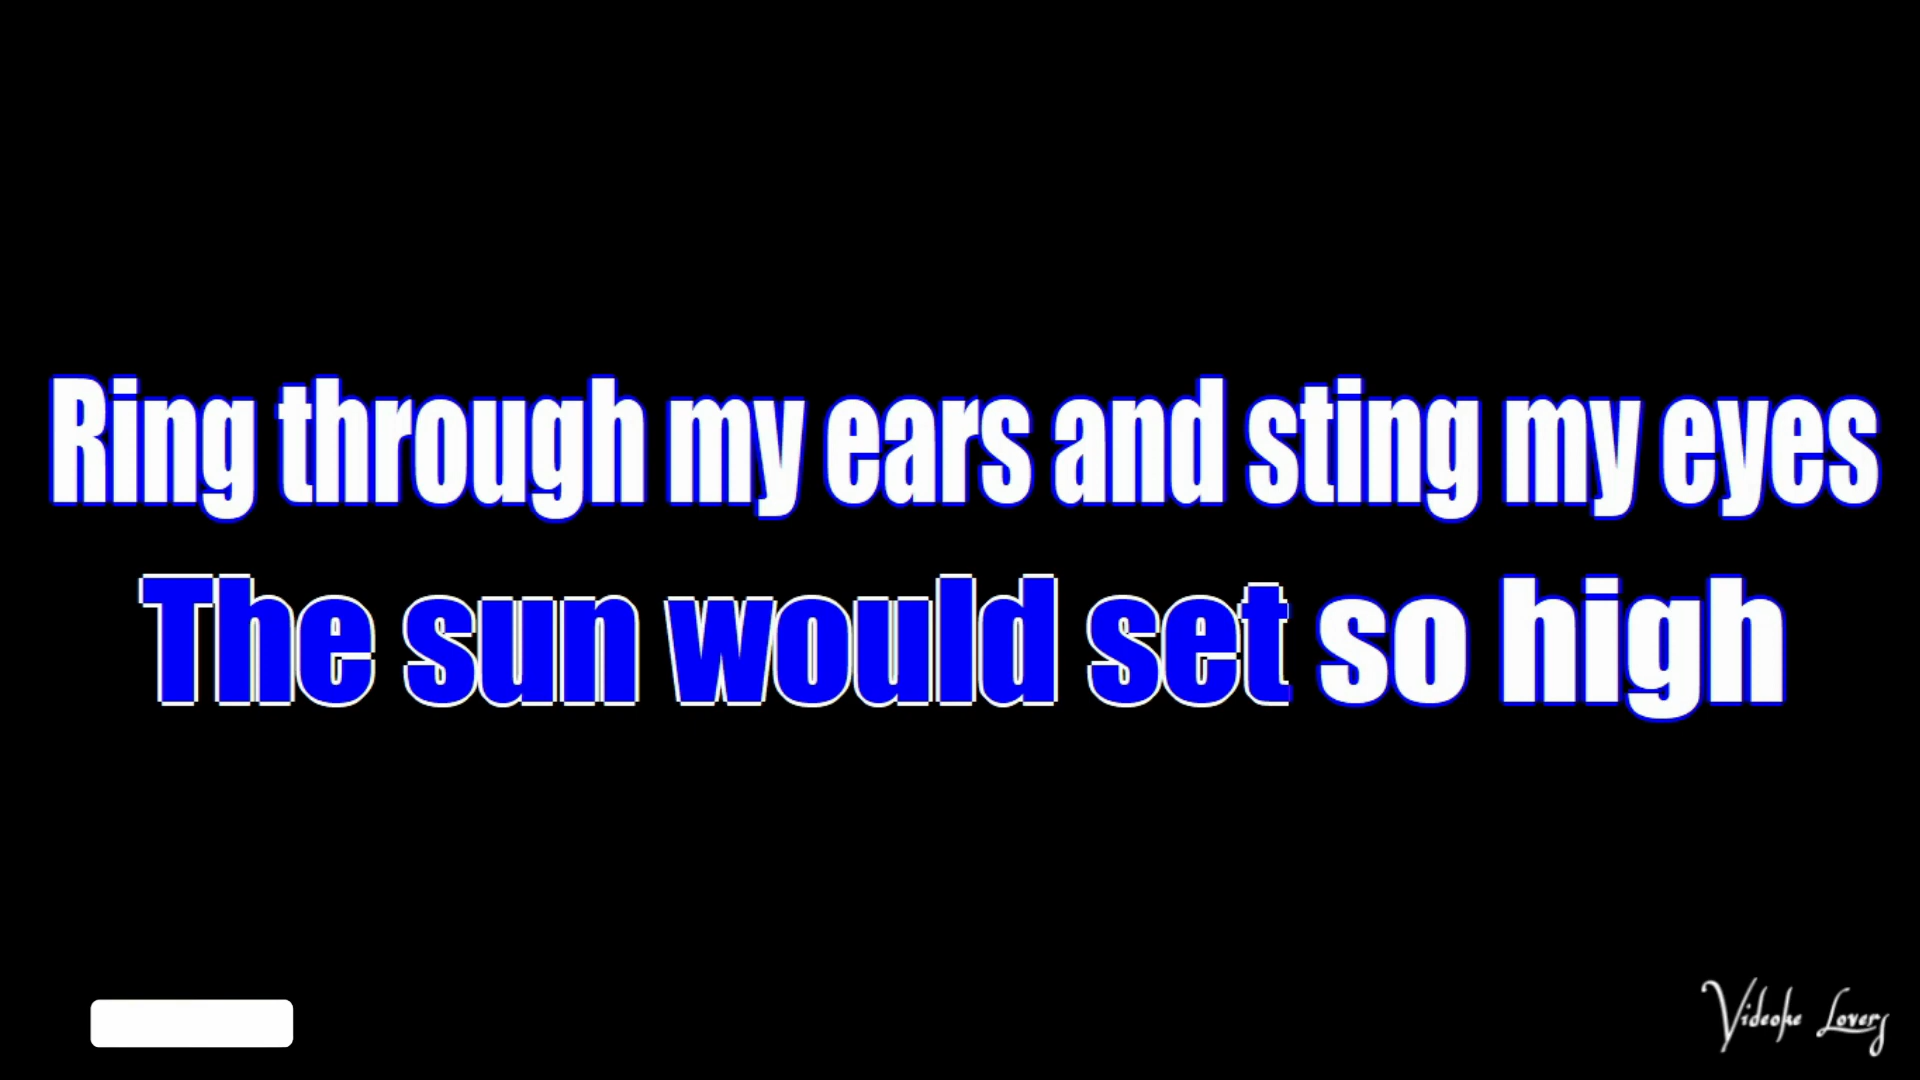 Ring through my ears and sting my eyes
The sun would set so high
Videoke Lovers